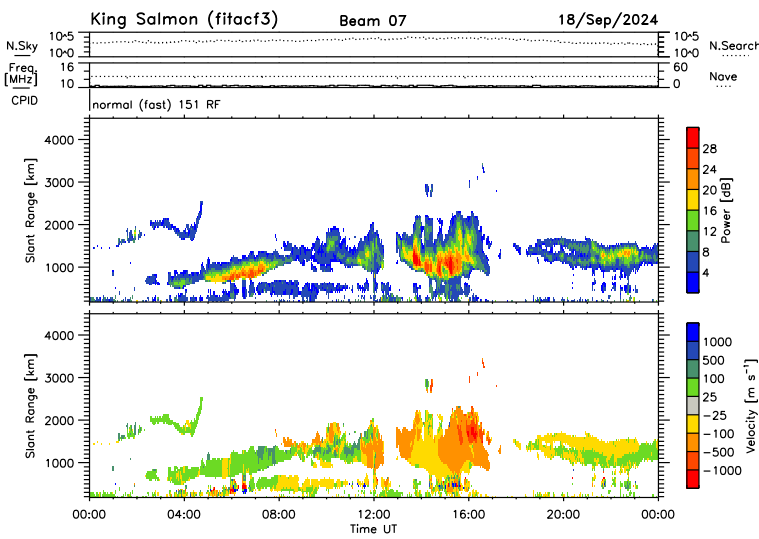 King Salmon (fitacf3) Beam 07 18/Sep/2024
N.Sky 10^5 10^0 10^5 10^0 N.Search
Freq. [MHz] 16 10 60 0 Nave
CPID normal (fast) 151 RF
Slant Range [km] 4000 3000 2000 1000
Power [dB] 28 24 20 16 12 8 4
Slant Range [km] 4000 3000 2000 1000
Velocity [m s⁻¹] 1000 500 100 25 −25 −100 −500 −1000
00:00 04:00 08:00 12:00 16:00 20:00 00:00
Time UT